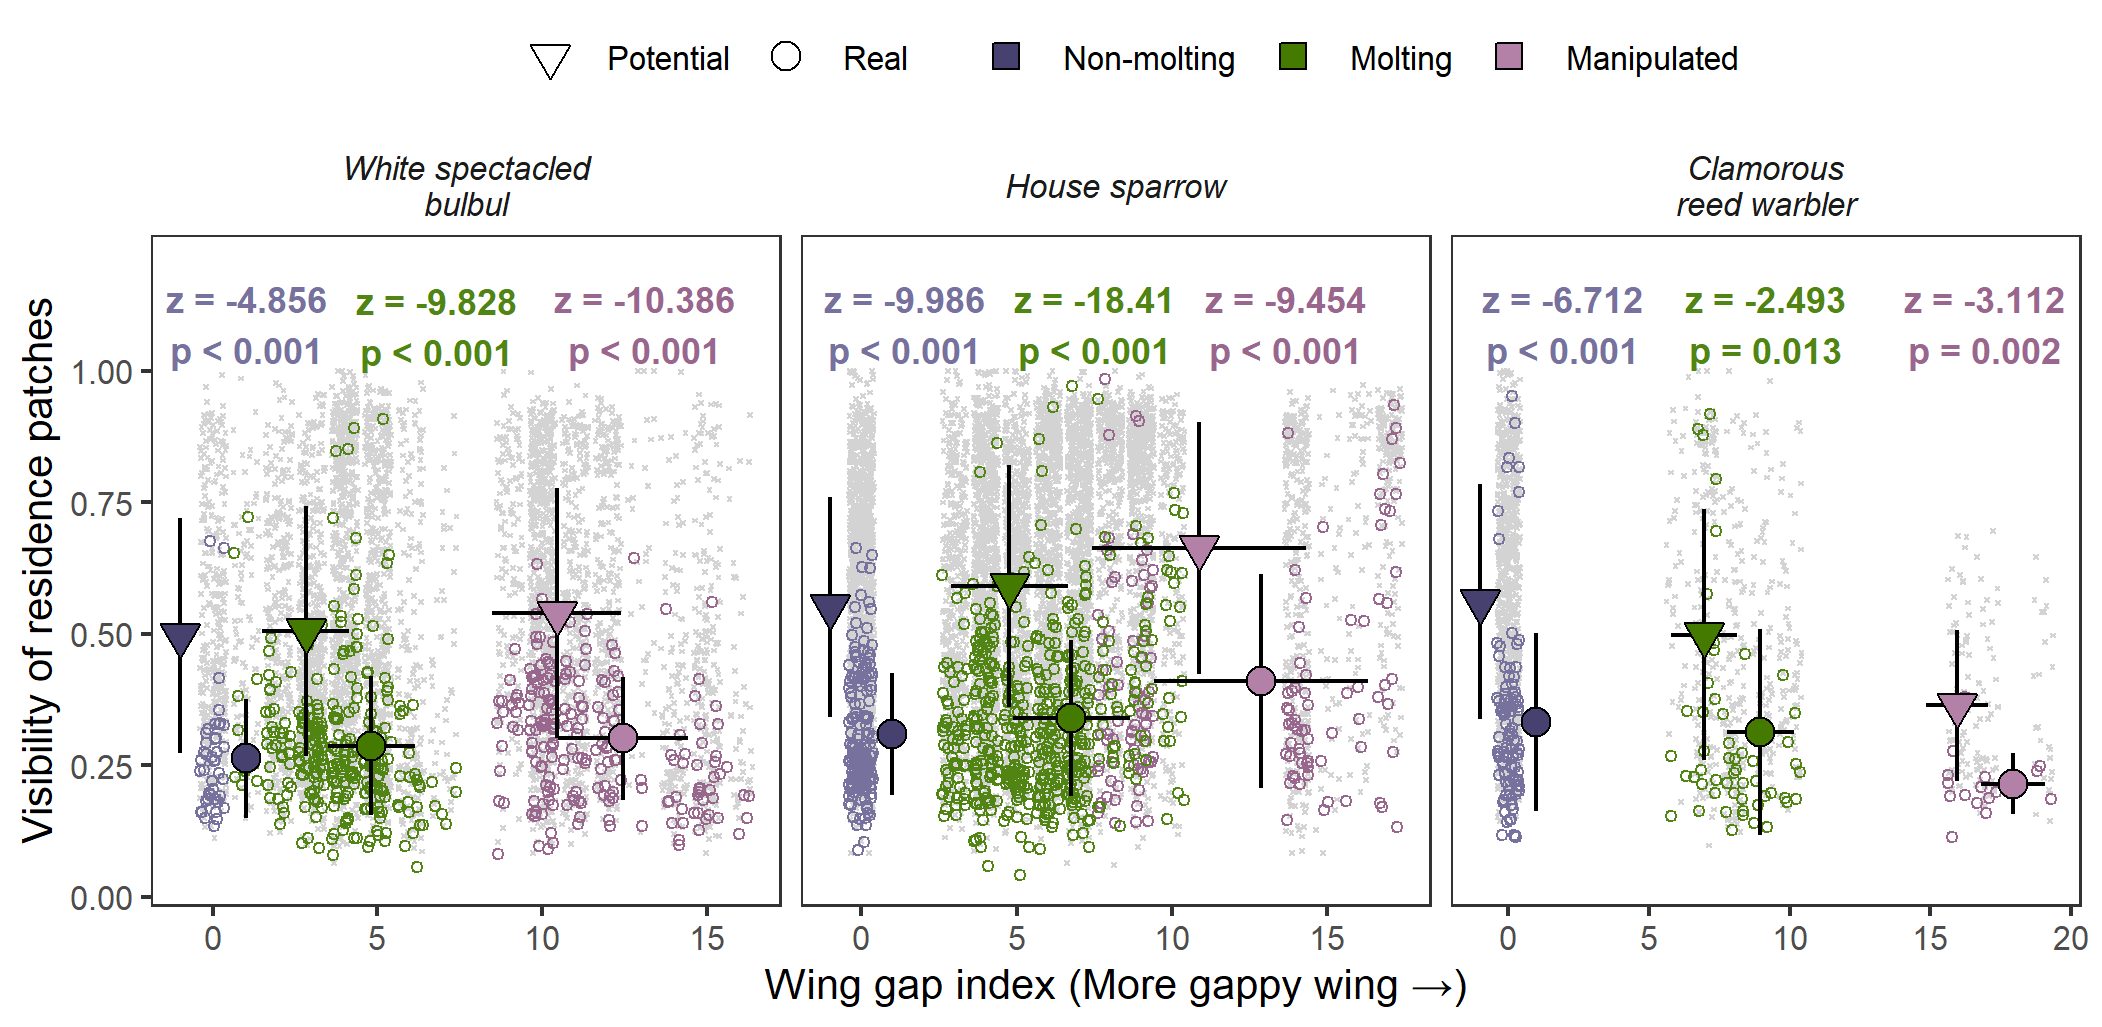 Potential Real Non-molting Molting Manipulated
White spectacled
bulbul
House sparrow
Clamorous
reed warbler
z = -4.856 z = -9.828 z = -10.386
p < 0.001 p < 0.001 p < 0.001
z = -9.986 z = -18.41 z = -9.454
p < 0.001 p < 0.001 p < 0.001
z = -6.712 z = -2.493 z = -3.112
p < 0.001 p = 0.013 p = 0.002
Visibility of residence patches
1.00
0.75
0.50
0.25
0.00
0 5 10 15
0 5 10 15
0 5 10 15 20
Wing gap index (More gappy wing →)